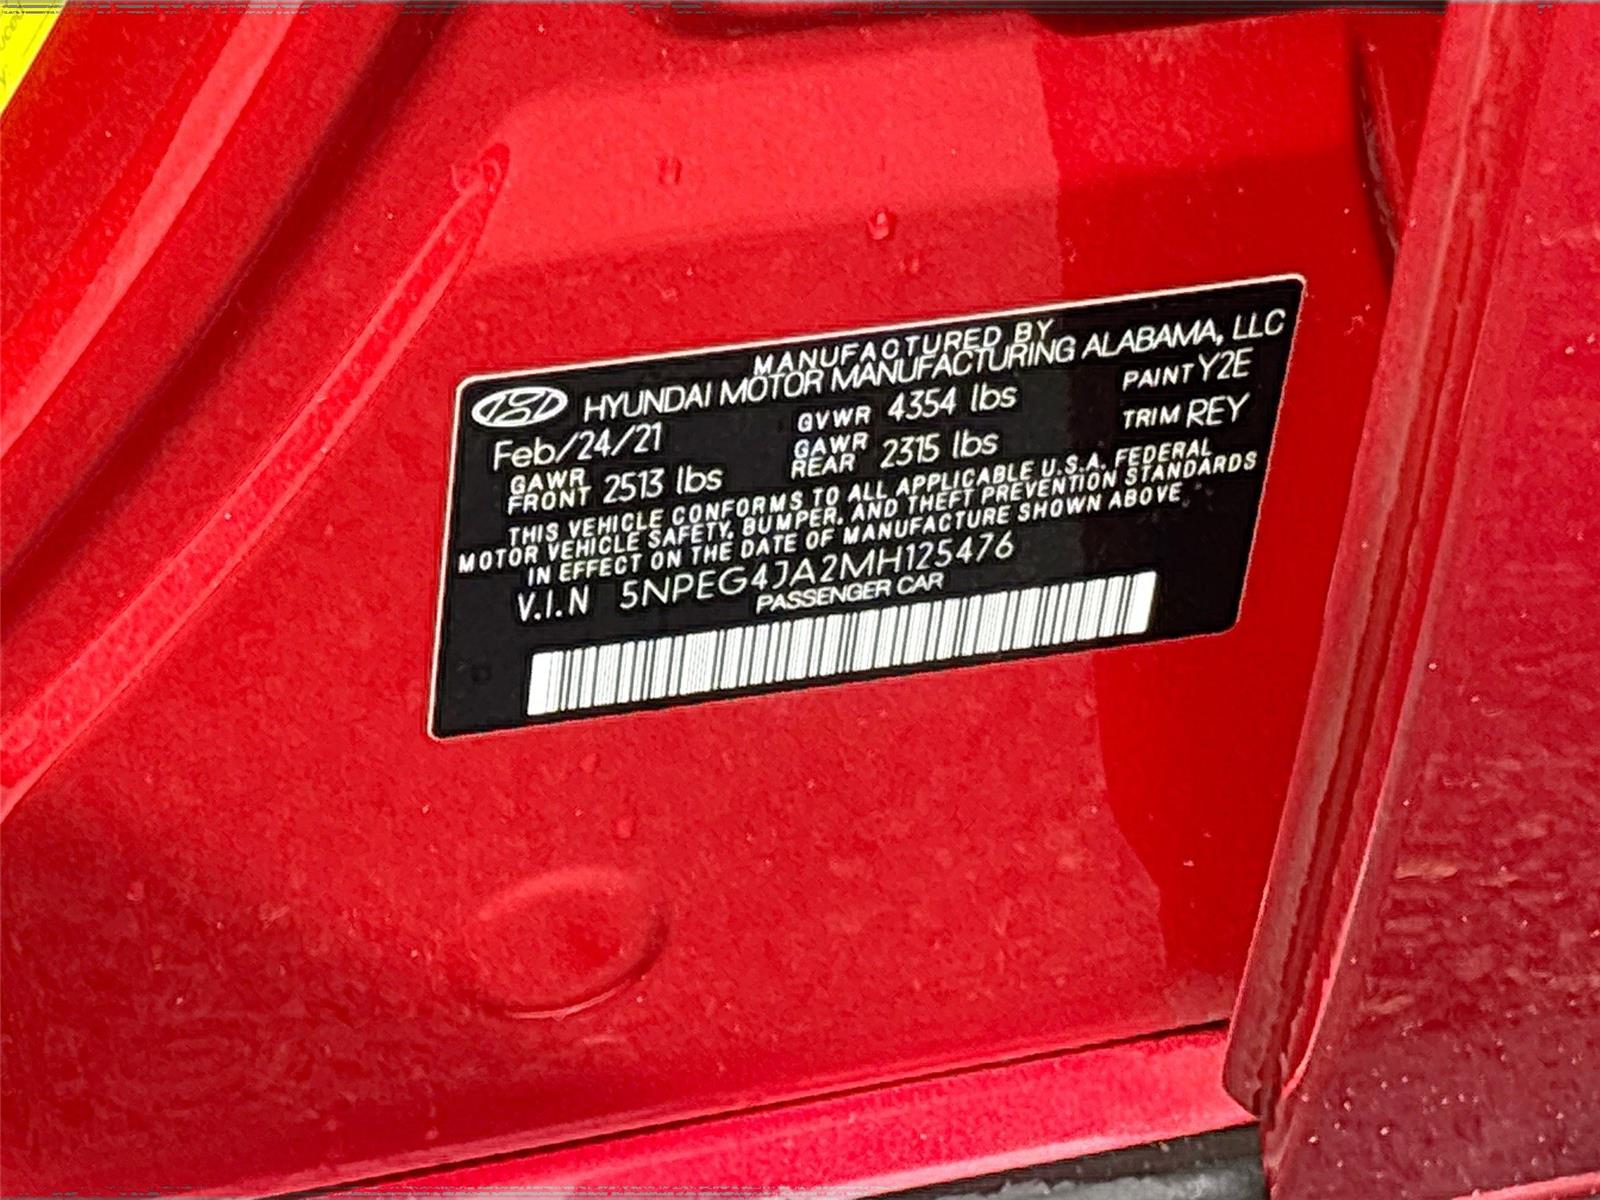 MANUFACTURED BY
HYUNDAI MOTOR MANUFACTURING ALABAMA, LLC
Feb/24/21 GVWR 4354 lbs PAINT Y2E
GAWR FRONT 2513 lbs GAWR REAR 2315 lbs TRIM REY
THIS VEHICLE CONFORMS TO ALL APPLICABLE U.S.A. FEDERAL
MOTOR VEHICLE SAFETY, BUMPER, AND THEFT PREVENTION STANDARDS
IN EFFECT ON THE DATE OF MANUFACTURE SHOWN ABOVE
V.I.N 5NPEG4JA2MH125476
PASSENGER CAR